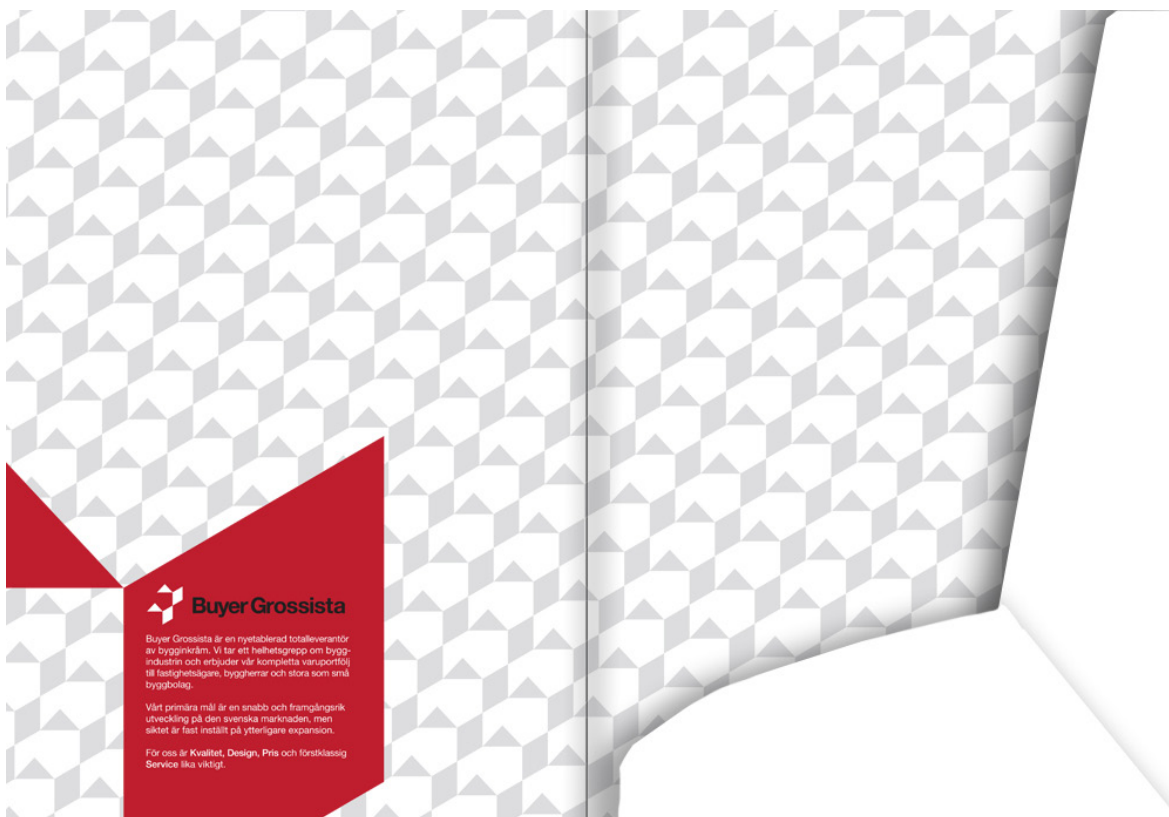 Buyer Grossista
Buyer Grossista är en nyetablerad totalleverantör
av bygginkråm. Vi tar ett helhetsgrepp om bygg-
industrin och erbjuder vår kompletta varuportfölj
till fastighetsägare, byggherrar och stora som små
byggbolag.
Vårt primära mål är en snabb och framgångsrik
utveckling på den svenska marknaden, men
siktet är fast inställt på ytterligare expansion.
För oss är Kvalitet, Design, Pris och förstklassig
Service lika viktigt.